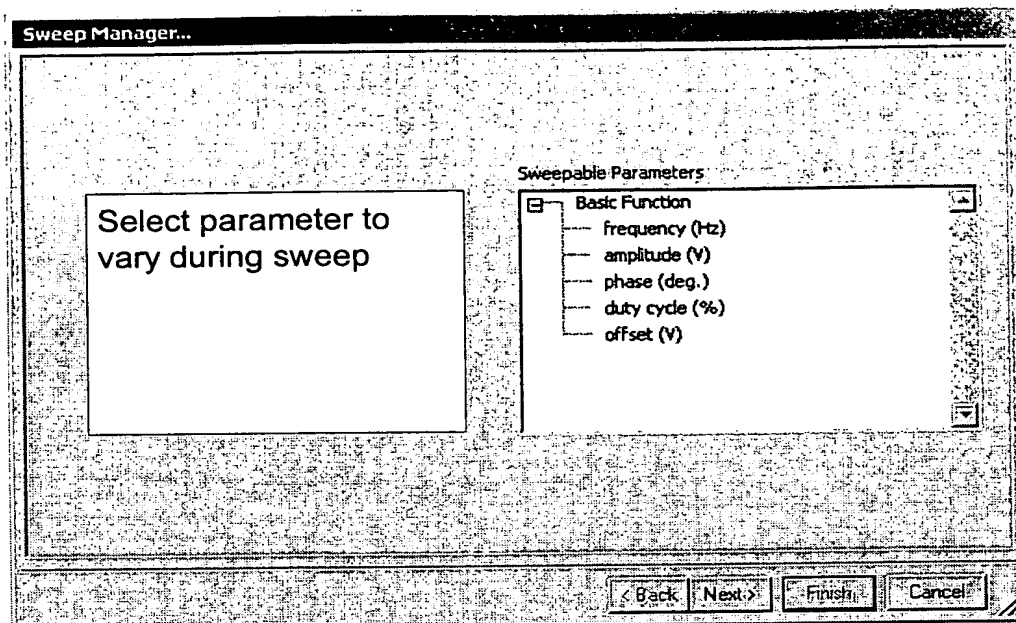 Sweep Manager...
Select parameter to
vary during sweep
Sweepable Parameters
Basic Function
frequency (Hz)
amplitude (V)
phase (deg.)
duty cycle (%)
offset (V)
< Back
Next >
Finish
Cancel